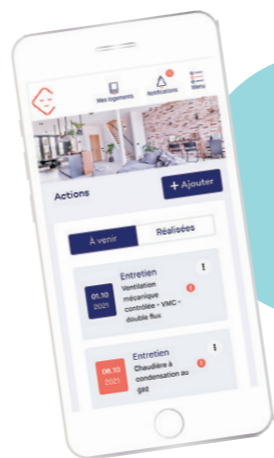 Mes logements Notifications Menu
Actions
+ Ajouter
À venir Réalisées
Entretien
01.10
2021
Ventilation
mécanique
contrôlée - VMC -
double flux
Entretien
06.10
2021
Chaudière à
condensation au
gaz